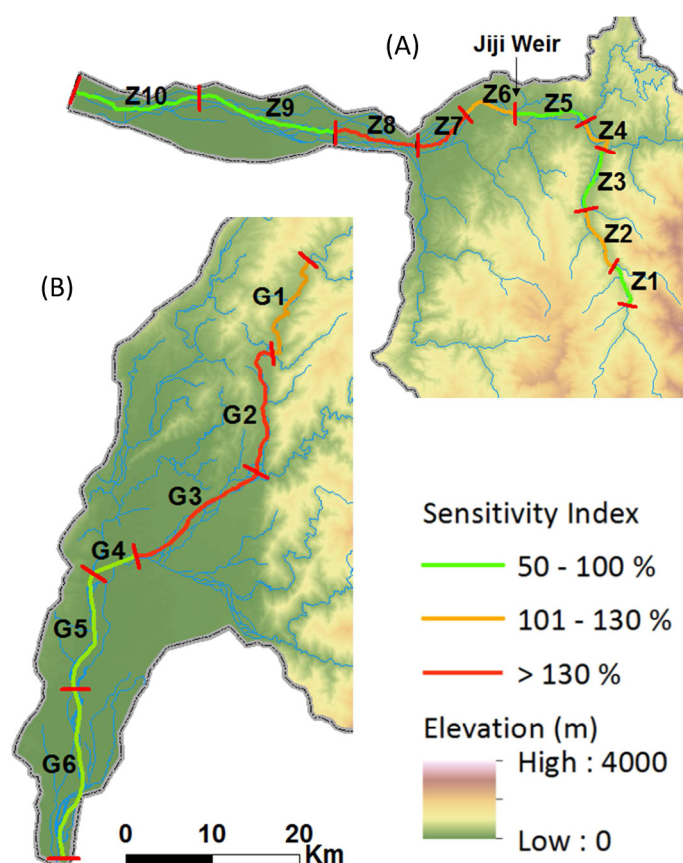 (A)
Jiji Weir
Z10
Z9
Z8
Z7
Z6
Z5
Z4
Z3
Z2
Z1
(B)
G1
G2
G3
G4
G5
G6
Sensitivity Index
50 - 100 %
101 - 130 %
> 130 %
Elevation (m)
High : 4000
Low : 0
0 10 20
Km